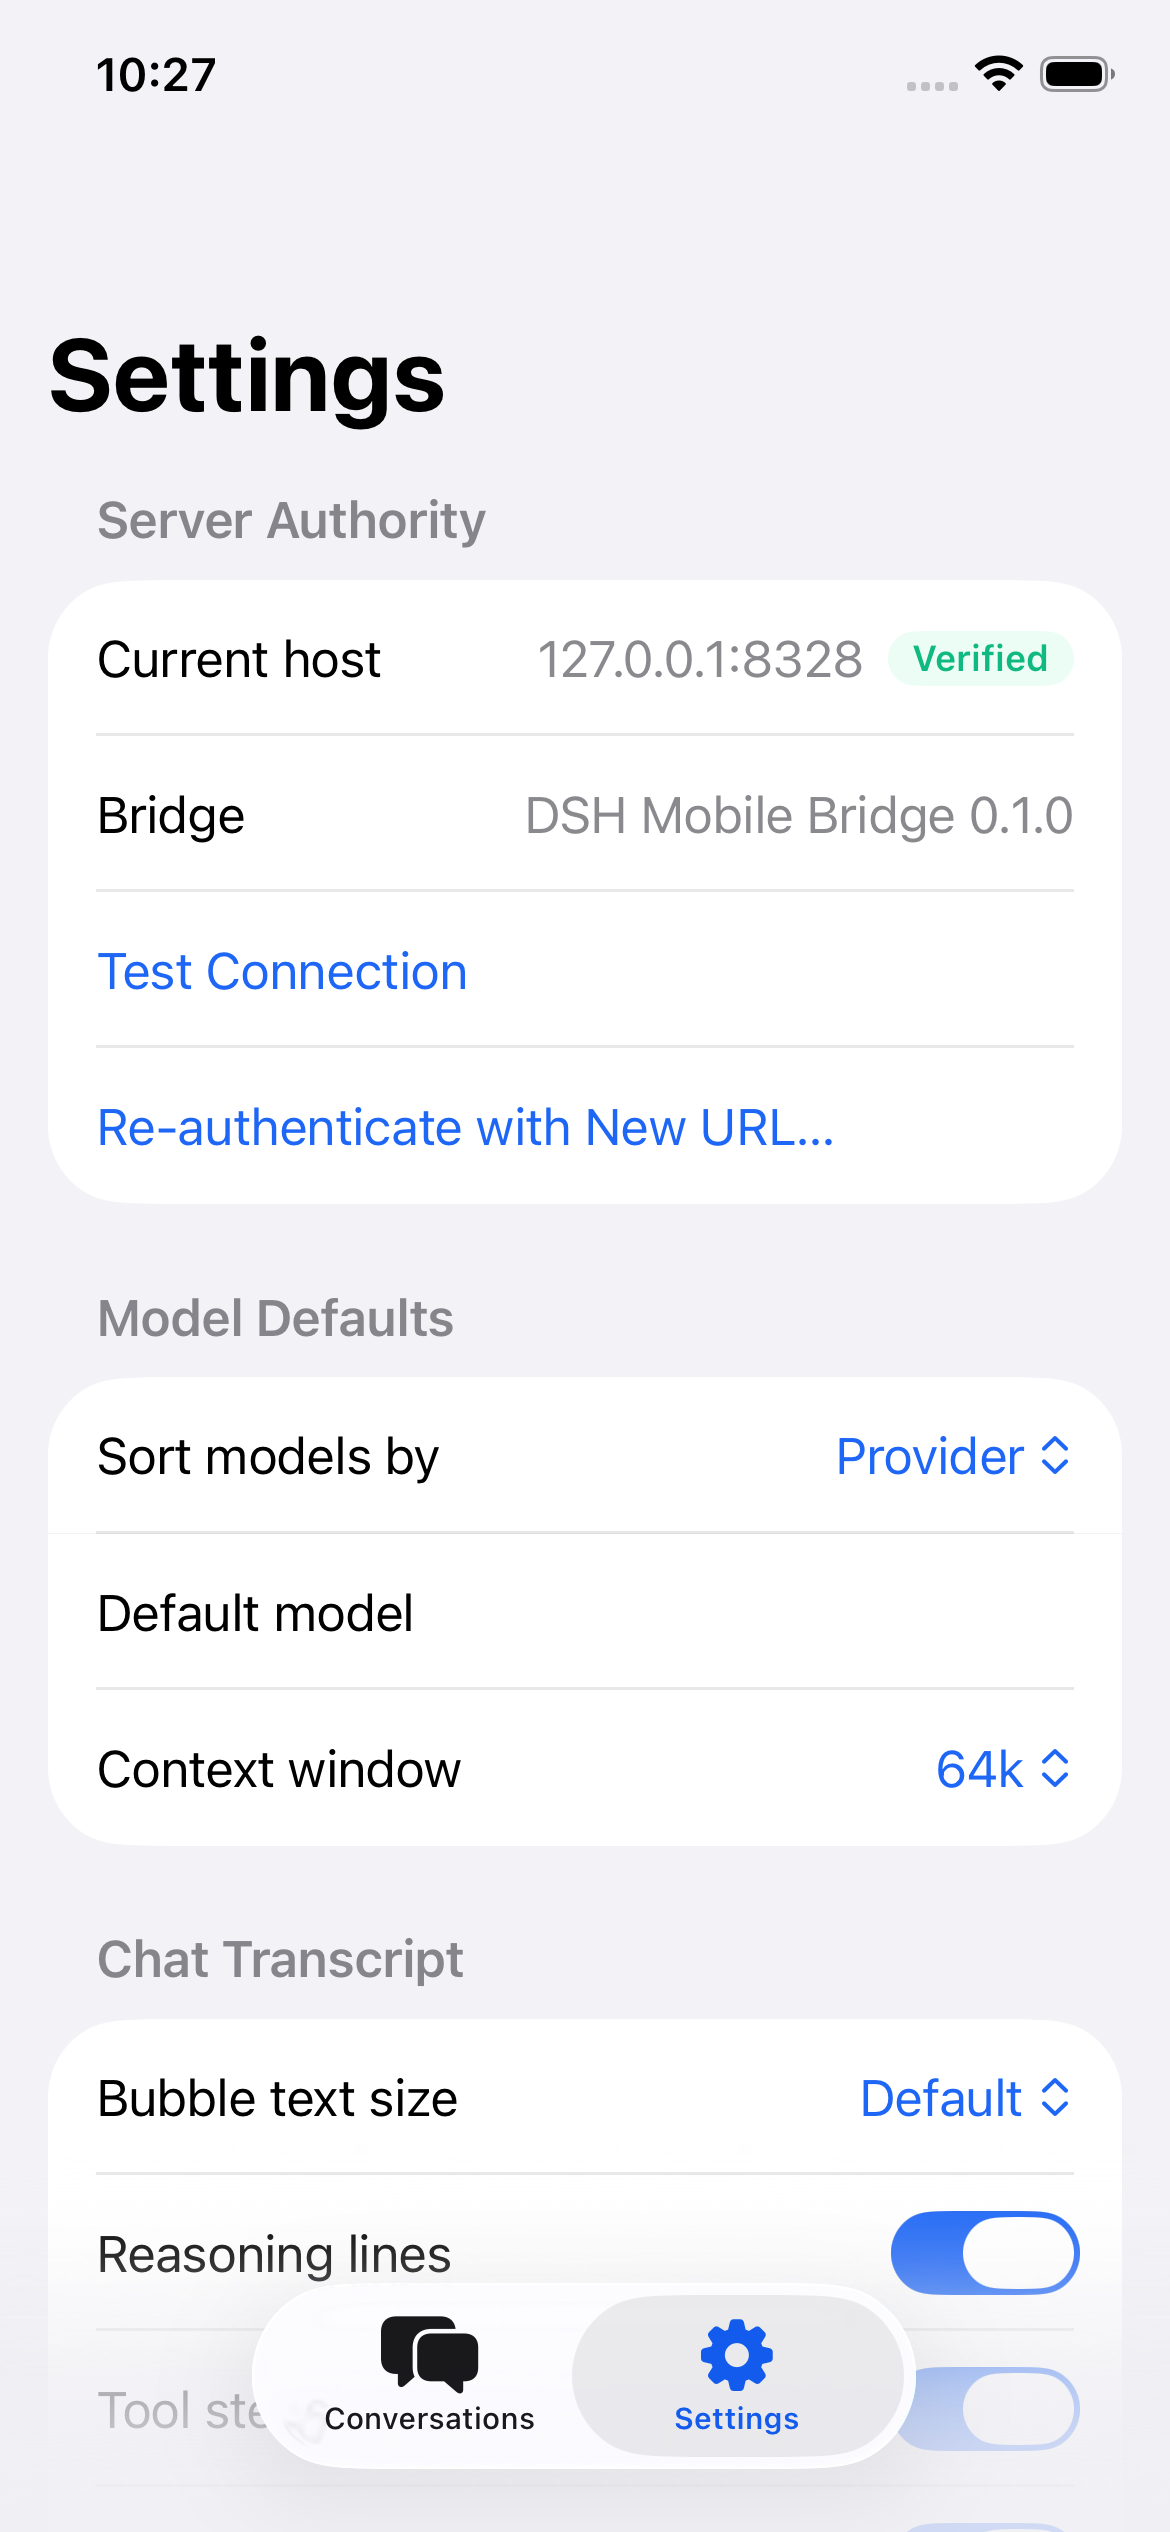 10:27
Settings
Server Authority
Current host 127.0.0.1:8328 Verified
Bridge DSH Mobile Bridge 0.1.0
Test Connection
Re-authenticate with New URL...
Model Defaults
Sort models by Provider
Default model
Context window 64k
Chat Transcript
Bubble text size Default
Reasoning lines
Tool
Conversations Settings